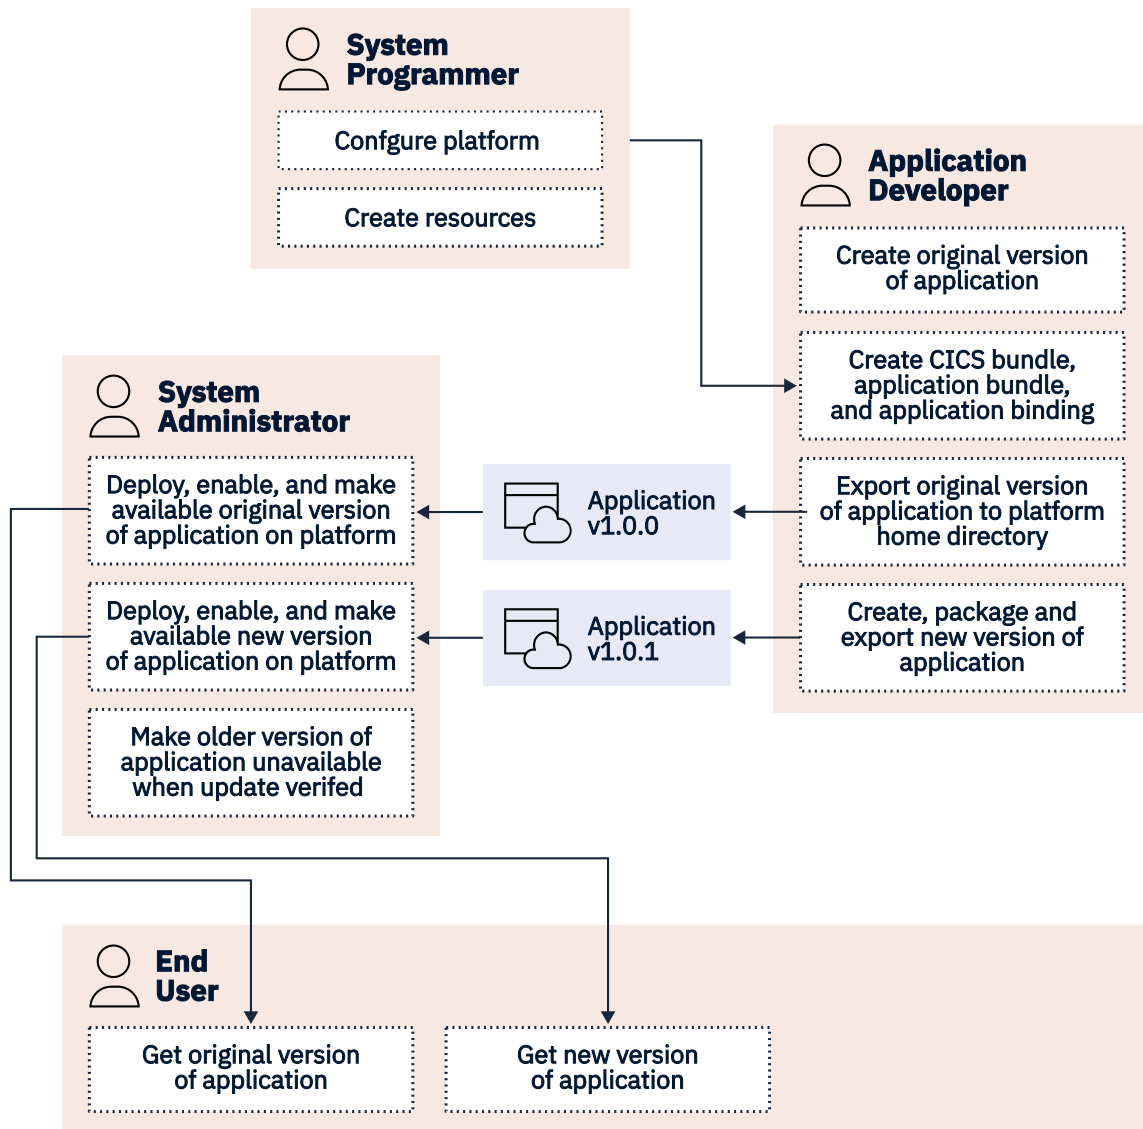 System
Programmer
Confgure platform
Create resources
Application
Developer
Create original version
of application
Create CICS bundle,
application bundle,
and application binding
Export original version
of application to platform
home directory
Create, package and
export new version of
application
System
Administrator
Deploy, enable, and make
available original version
of application on platform
Deploy, enable, and make
available new version
of application on platform
Make older version of
application unavailable
when update verifed
Application
v1.0.0
Application
v1.0.1
End
User
Get original version
of application
Get new version
of application